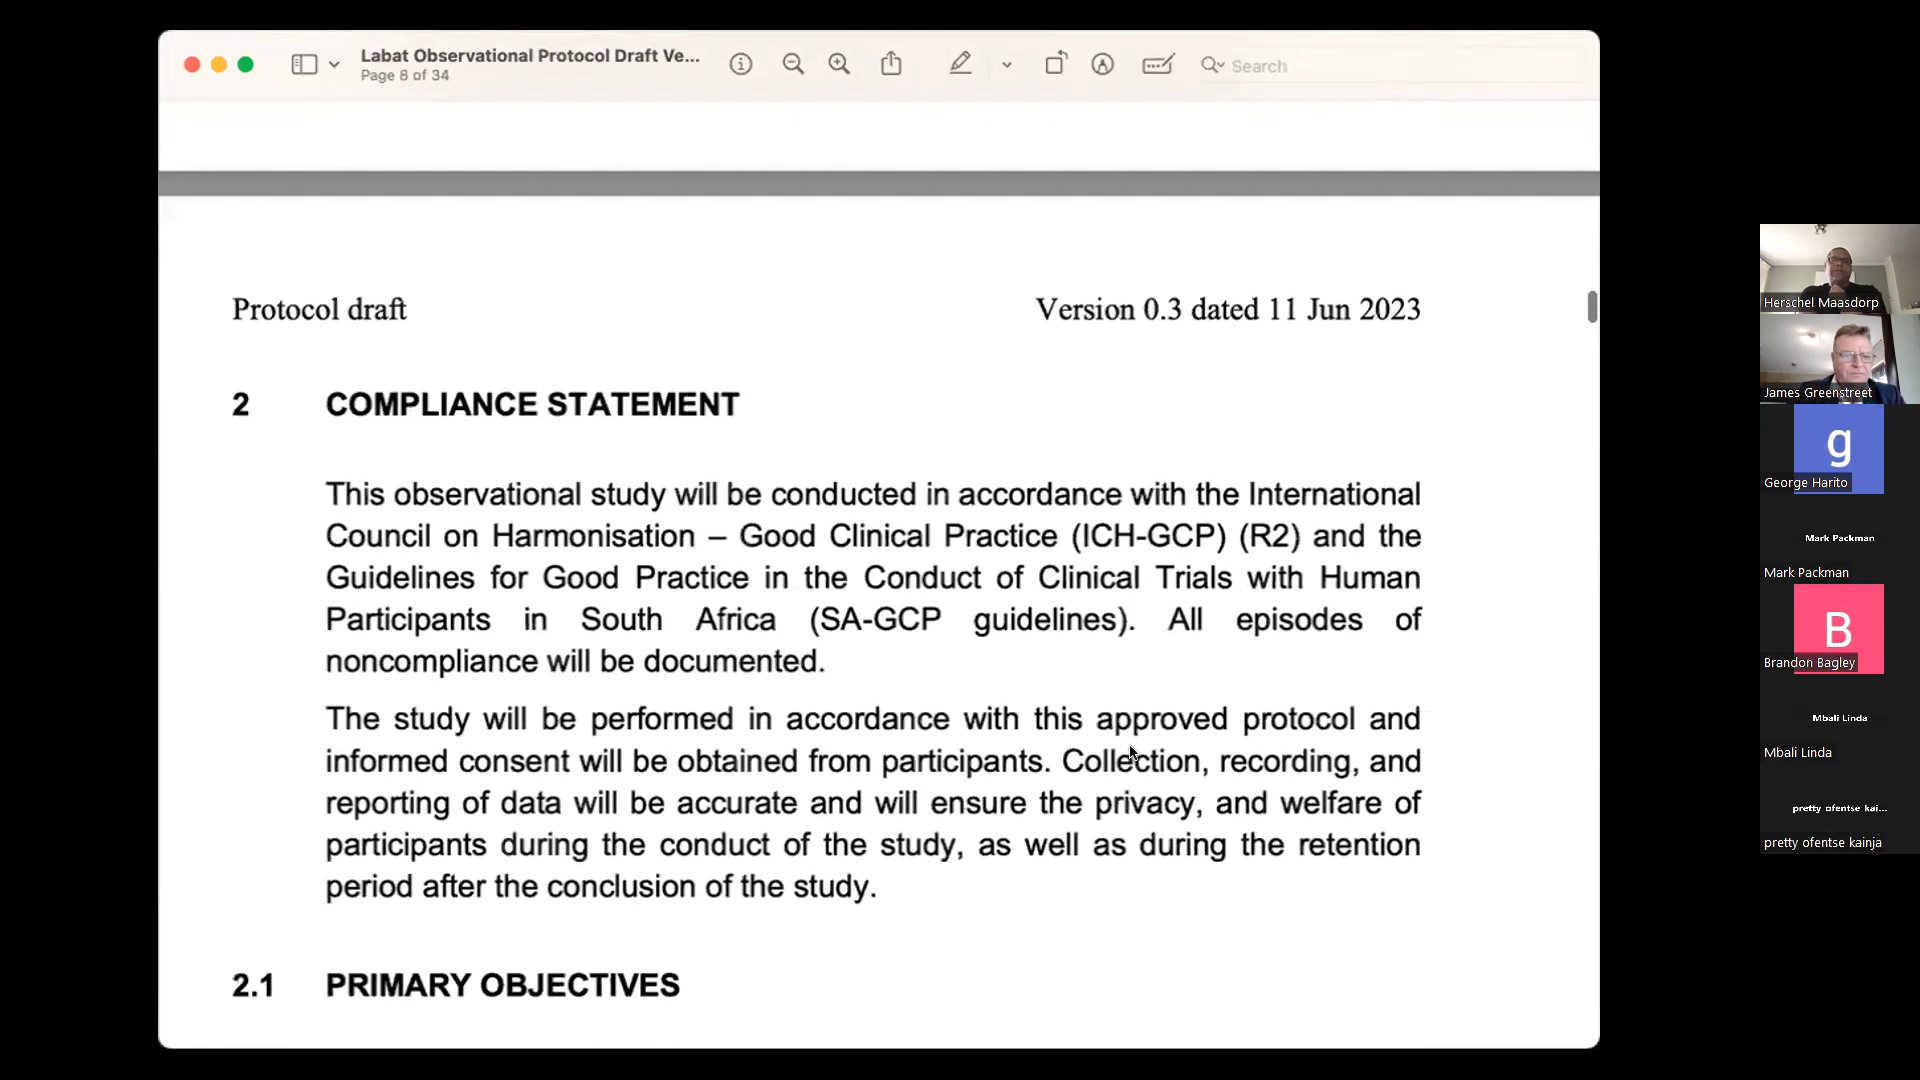 Labat Observational Protocol Draft Ve...
Page 8 of 34
Search
Protocol draft
Version 0.3 dated 11 Jun 2023
2 COMPLIANCE STATEMENT
This observational study will be conducted in accordance with the International
Council on Harmonisation – Good Clinical Practice (ICH-GCP) (R2) and the
Guidelines for Good Practice in the Conduct of Clinical Trials with Human
Participants in South Africa (SA-GCP guidelines). All episodes of
noncompliance will be documented.
The study will be performed in accordance with this approved protocol and
informed consent will be obtained from participants. Collection, recording, and
reporting of data will be accurate and will ensure the privacy, and welfare of
participants during the conduct of the study, as well as during the retention
period after the conclusion of the study.
2.1 PRIMARY OBJECTIVES
Herschel Maasdorp
James Greenstreet
g
George Harito
Mark Packman
Mark Packman
B
Brandon Bagley
Mbali Linda
Mbali Linda
pretty ofentse kai...
pretty ofentse kainja